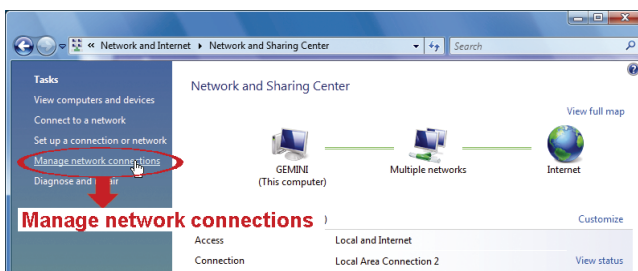 « Network and Inter
Network and Sharing Center
Search
Tasks
View computers and devices
Connect to a network
Set up a connection or network
Manage network connections
Diagnose and
air
Network and Sharing Center
View full map
GEMINI
(This computer)
Multiple networks
Internet
Manage network connections
)
Customize
Access
Local and Internet
Connection
Local Area Connection 2
View status